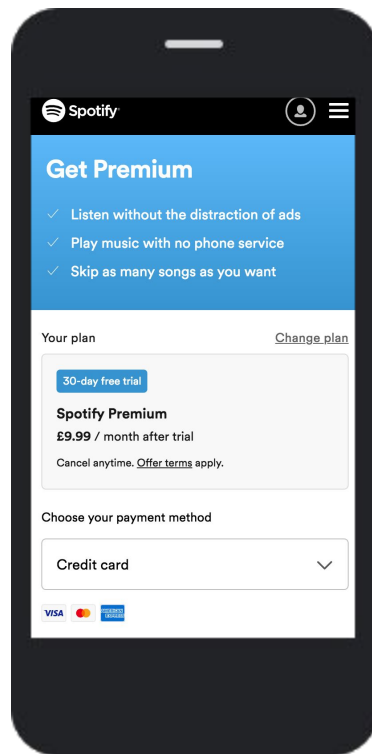 Spotify
Get Premium
Listen without the distraction of ads
Play music with no phone service
Skip as many songs as you want
Your plan
Change plan
30-day free trial
Spotify Premium
£9.99 / month after trial
Cancel anytime. Offer terms apply.
Choose your payment method
Credit card
VISA
AMERICAN
EXPRESS